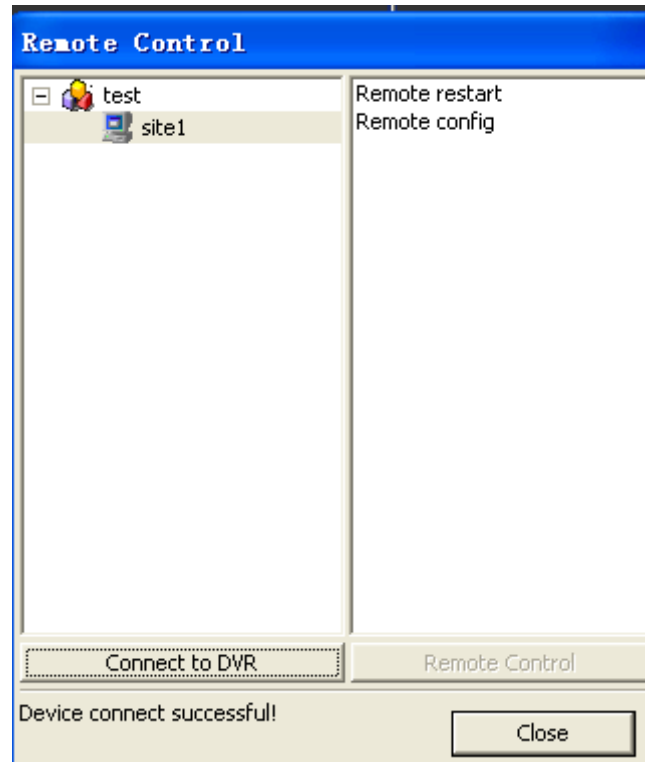 Remote Control
test
site1
Remote restart
Remote config
Connect to DVR
Remote Control
Device connect successful!
Close